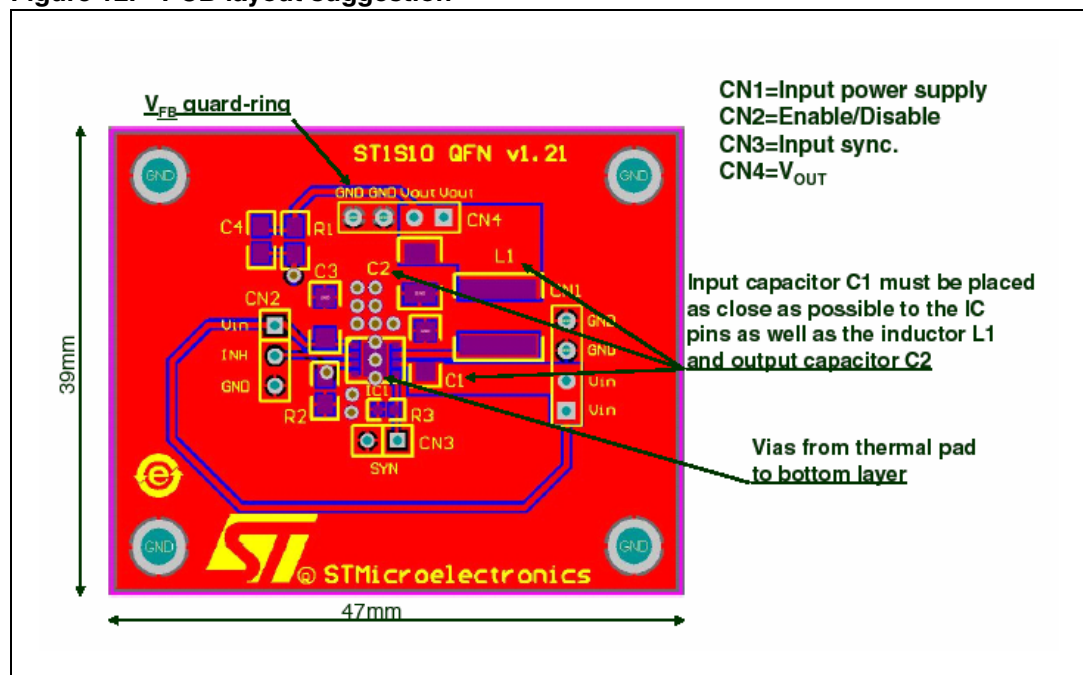 Figure 12. PCB layout suggestion
V_FB guard-ring
CN1=Input power supply
CN2=Enable/Disable
CN3=Input sync.
CN4=V_OUT
ST1S10 QFN v1.21
GND
GND
GND GND Vout Vout
CN4
C4
R1
L1
C3
C2
CN1
CN2
Vin
INH
GND
GND
GND
Vin
Vin
Input capacitor C1 must be placed
as close as possible to the IC
pins as well as the inductor L1
and output capacitor C2
39mm
C1
IC1
R2
R3
CN3
SYN
Vias from thermal pad
to bottom layer
e
GND
GND
ST® STMicroelectronics
47mm